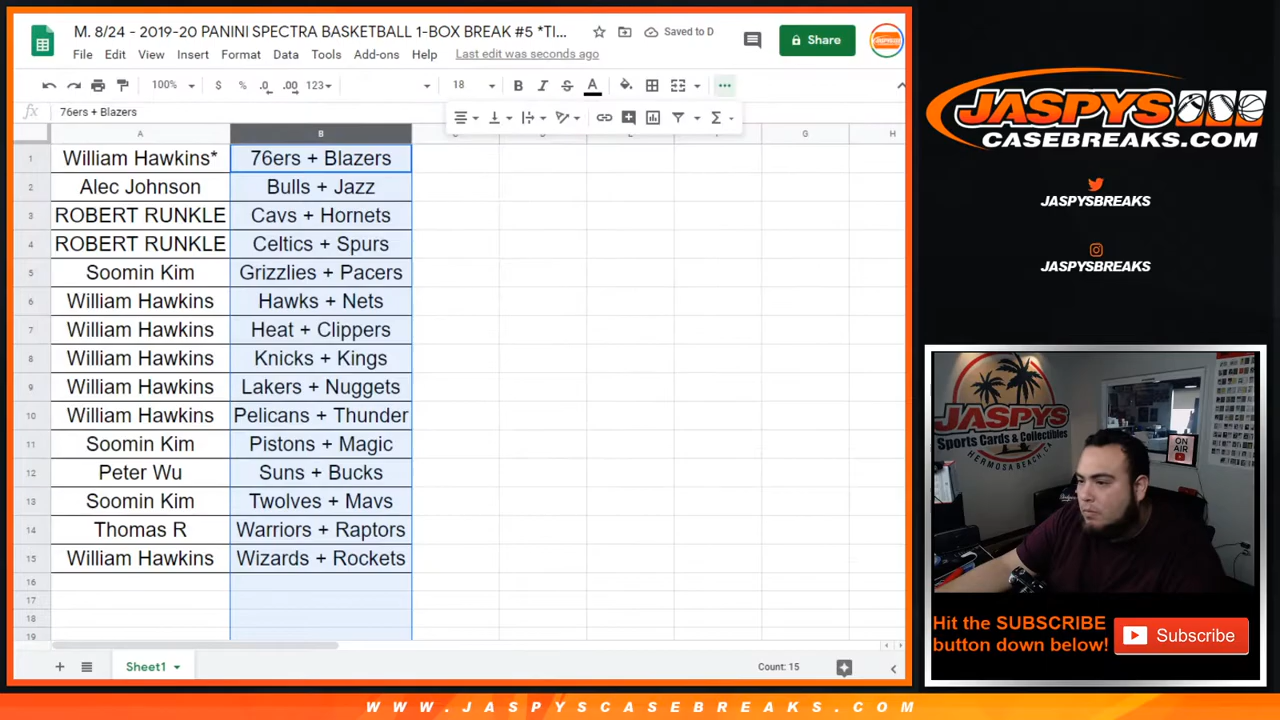 M. 8/24 - 2019-20 PANINI SPECTRA BASKETBALL 1-BOX BREAK #5 *TI...
Saved to D
Share
File Edit View Insert Format Data Tools Add-ons Help Last edit was seconds ago
100% $ % .0 .00 123 18 B I S A
fx 76ers + Blazers
A B C D E F G H
1 William Hawkins* 76ers + Blazers
2 Alec Johnson Bulls + Jazz
3 ROBERT RUNKLE Cavs + Hornets
4 ROBERT RUNKLE Celtics + Spurs
5 Soomin Kim Grizzlies + Pacers
6 William Hawkins Hawks + Nets
7 William Hawkins Heat + Clippers
8 William Hawkins Knicks + Kings
9 William Hawkins Lakers + Nuggets
10 William Hawkins Pelicans + Thunder
11 Soomin Kim Pistons + Magic
12 Peter Wu Suns + Bucks
13 Soomin Kim Twolves + Mavs
14 Thomas R Warriors + Raptors
15 William Hawkins Wizards + Rockets
16
17
18
19
Sheet1
Count: 15
JASPYS
CASEBREAKS.COM
JASPYSBREAKS
JASPYSBREAKS
JASPYS
Sports Cards & Collectibles
HERMOSA BEACH, CA
ON AIR
Hit the SUBSCRIBE
button down below!
Subscribe
WWW.JASPYSCASEBREAKS.COM